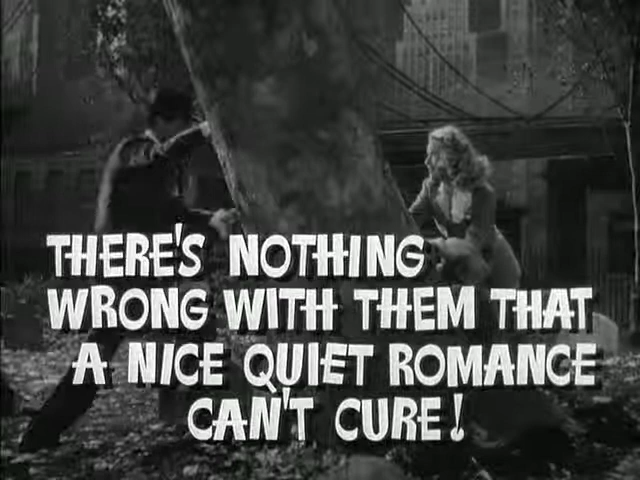 THERE'S NOTHING
WRONG WITH THEM THAT
A NICE QUIET ROMANCE
CAN'T CURE!